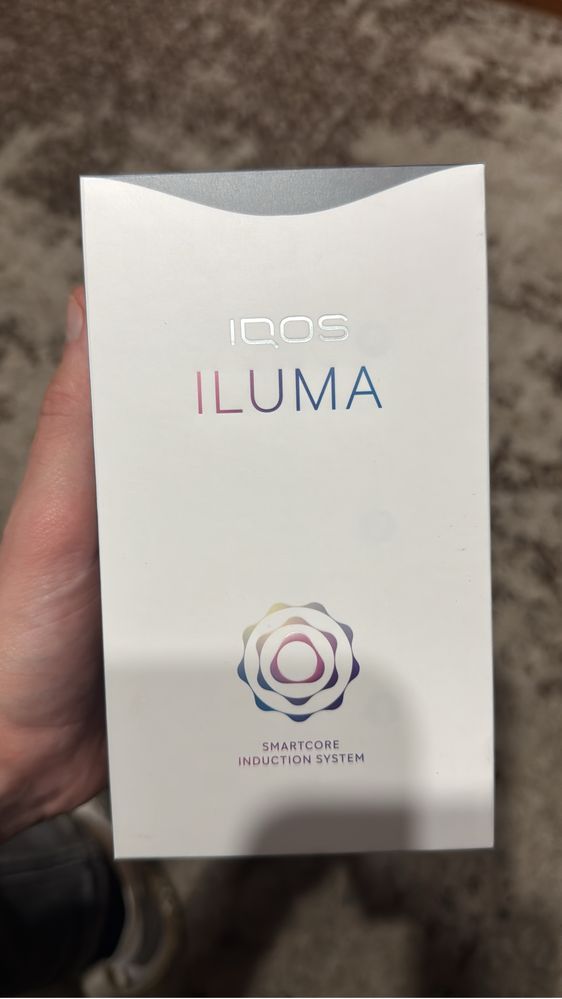 IQOS
ILUMA
SMARTCORE
INDUCTION SYSTEM